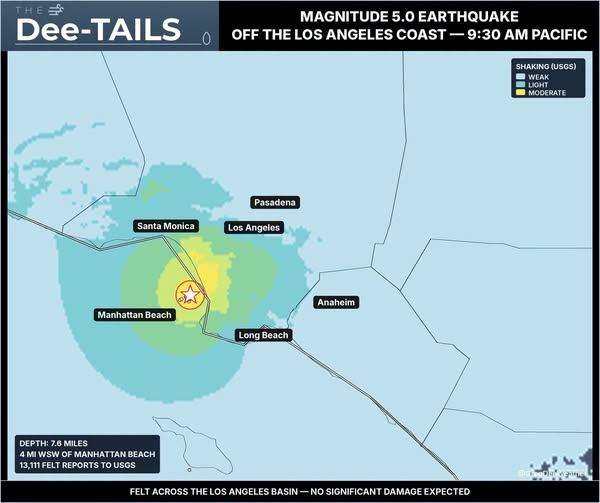 THE
Dee-TAILS
MAGNITUDE 5.0 EARTHQUAKE
OFF THE LOS ANGELES COAST — 9:30 AM PACIFIC
SHAKING (USGS)
WEAK
LIGHT
MODERATE
Pasadena
Santa Monica
Los Angeles
Anaheim
Manhattan Beach
Long Beach
DEPTH: 7.6 MILES
4 MI WSW OF MANHATTAN BEACH
13,111 FELT REPORTS TO USGS
FELT ACROSS THE LOS ANGELES BASIN — NO SIGNIFICANT DAMAGE EXPECTED